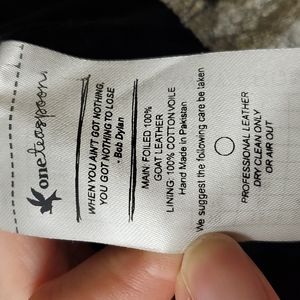 oneteaspoon
WHEN YOU AIN'T GOT NOTHING,
YOU GOT NOTHING TO LOSE
- Bob Dylan
MAIN: FOILED 100%
GOAT LEATHER
LINING: 100% COTTON VOILE
Hand Made in Pakistan
We suggest the following care be taken
PROFESSIONAL LEATHER
DRY CLEAN ONLY
OR AIR OUT